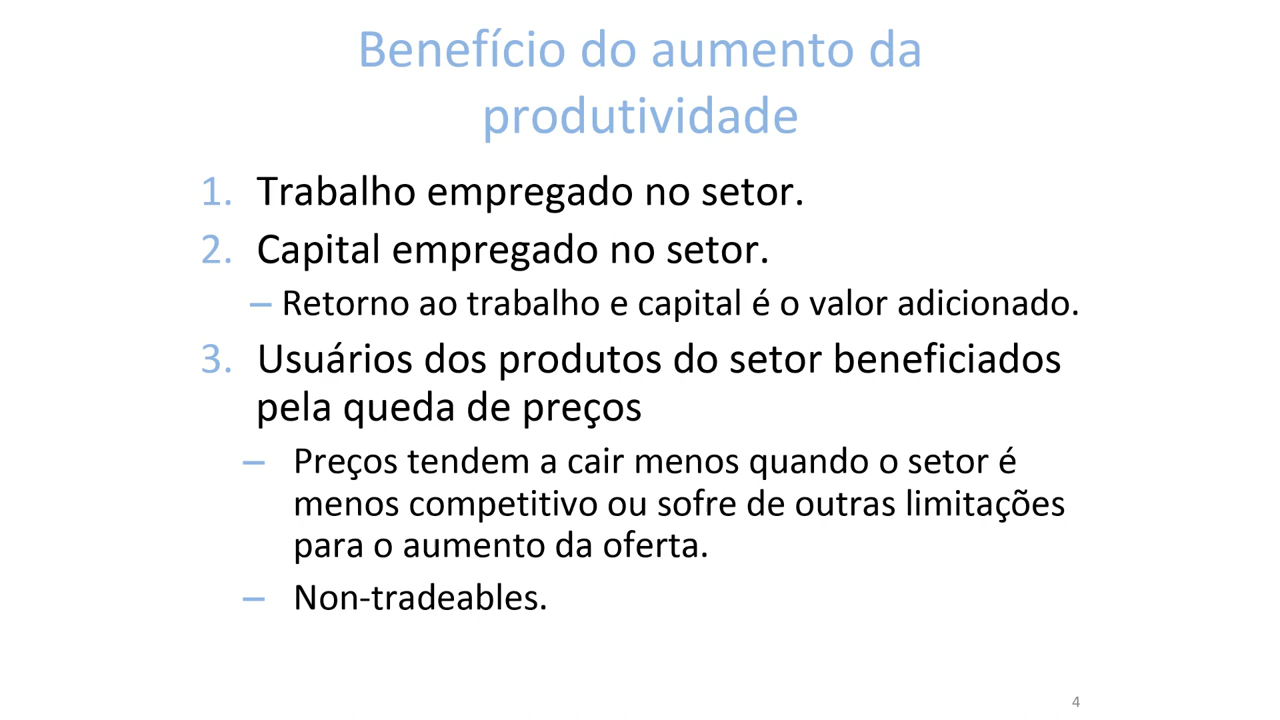 Benefício do aumento da
produtividade
1. Trabalho empregado no setor.
2. Capital empregado no setor.
– Retorno ao trabalho e capital é o valor adicionado.
3. Usuários dos produtos do setor beneficiados
pela queda de preços
– Preços tendem a cair menos quando o setor é
menos competitivo ou sofre de outras limitações
para o aumento da oferta.
– Non-tradeables.
4